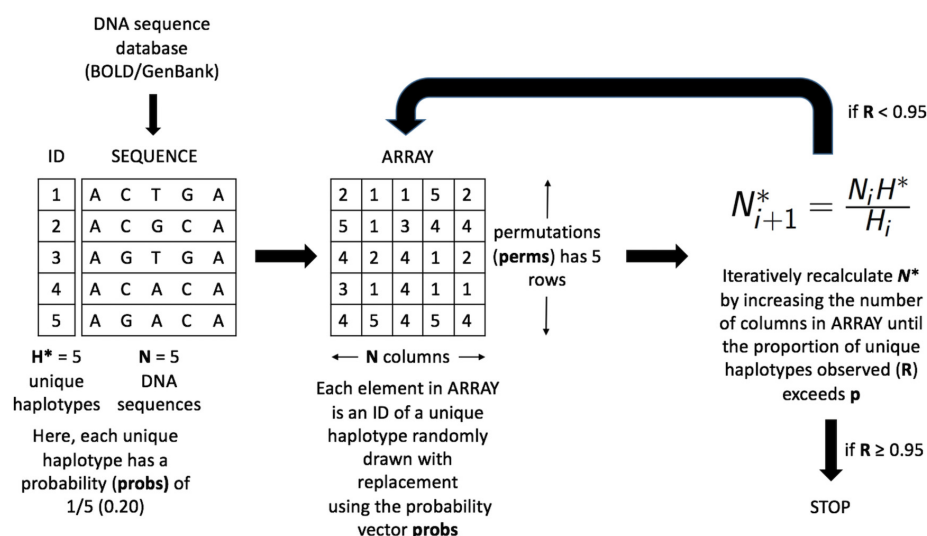 DNA sequence
database
(BOLD/GenBank)
ID SEQUENCE
1 A C T G A
2 A C G C A
3 A G T G A
4 A C A C A
5 A G A C A
H* = 5
unique
haplotypes
N = 5
DNA
sequences
Here, each unique
haplotype has a
probability (probs) of
1/5 (0.20)
ARRAY
2 1 1 5 2
5 1 3 4 4
4 2 4 1 2
3 1 4 1 1
4 5 4 5 4
N columns
Each element in ARRAY
is an ID of a unique
haplotype randomly
drawn with
replacement
using the probability
vector probs
permutations
(perms) has 5
rows
if R < 0.95
N*i+1 = NiH* / Hi
Iteratively recalculate N*
by increasing the number
of columns in ARRAY until
the proportion of unique
haplotypes observed (R)
exceeds p
if R ≥ 0.95
STOP